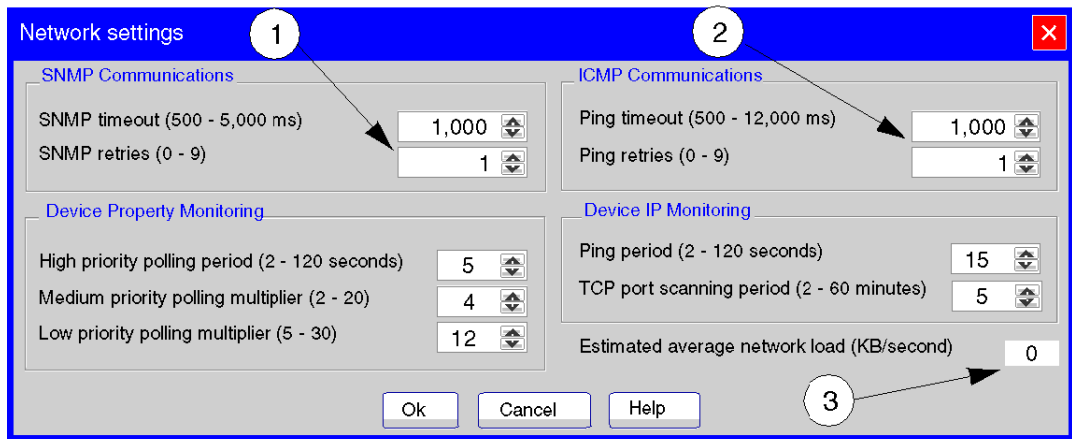 Network settings
1
2
SNMP Communications
SNMP timeout (500 - 5,000 ms) 1,000
SNMP retries (0 - 9) 1
ICMP Communications
Ping timeout (500 - 12,000 ms) 1,000
Ping retries (0 - 9) 1
Device Property Monitoring
High priority polling period (2 - 120 seconds) 5
Medium priority polling multiplier (2 - 20) 4
Low priority polling multiplier (5 - 30) 12
Device IP Monitoring
Ping period (2 - 120 seconds) 15
TCP port scanning period (2 - 60 minutes) 5
Estimated average network load (KB/second) 0
3
Ok Cancel Help